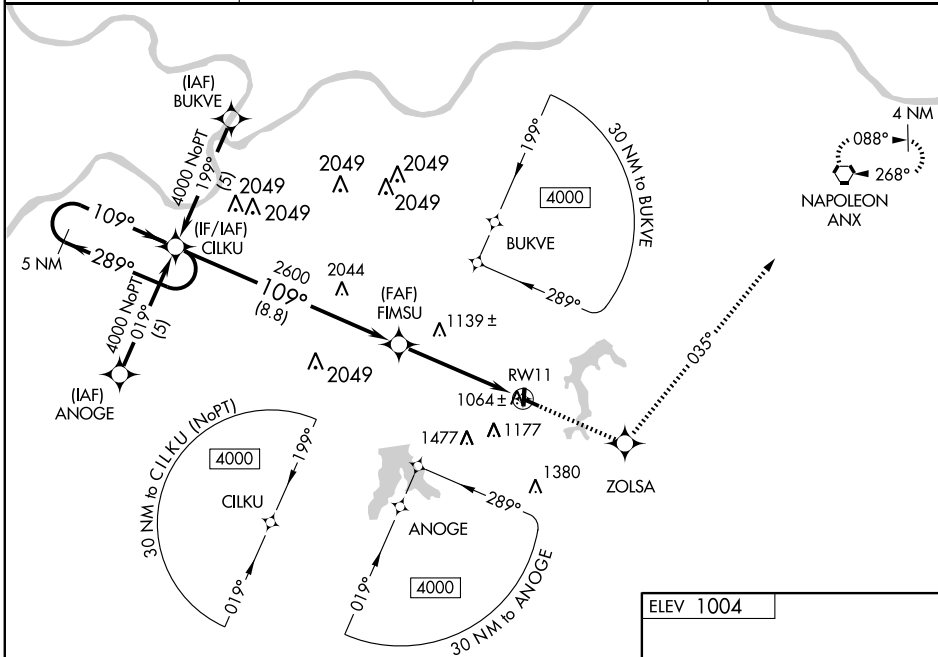 (IAF)
BUKVE
4000 NoPT
199°
(5)
2049
2049
2049
2049
2049
109°
(IF/IAF)
CILKU
5 NM
289°
4000 NoPT
019°
(5)
(IAF)
ANOGE
2600
109°
(8.8)
2044
(FAF)
FIMSU
1139 ±
2049
RW11
1064 ±
1477
1177
1380
ZOLSA
035°
4 NM
088°
268°
NAPOLEON
ANX
199°
30 NM to BUKVE
4000
BUKVE
289°
30 NM to CILKU (NoPT)
4000
199°
CILKU
019°
289°
ANOGE
019°
4000
30 NM to ANOGE
ELEV 1004